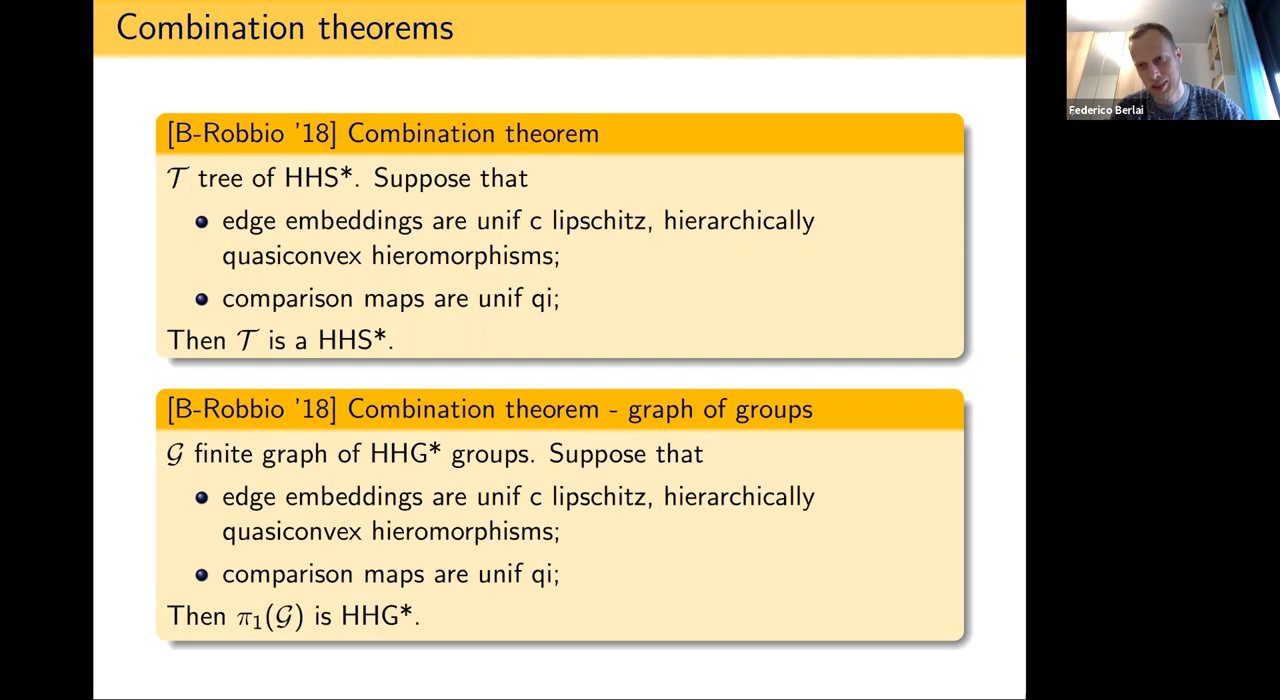 Combination theorems
[B-Robbio '18] Combination theorem
𝒯 tree of HHS*. Suppose that
• edge embeddings are unif c lipschitz, hierarchically
quasiconvex hieromorphisms;
• comparison maps are unif qi;
Then 𝒯 is a HHS*.
[B-Robbio '18] Combination theorem - graph of groups
𝒢 finite graph of HHG* groups. Suppose that
• edge embeddings are unif c lipschitz, hierarchically
quasiconvex hieromorphisms;
• comparison maps are unif qi;
Then π₁(𝒢) is HHG*.
Federico Berlai